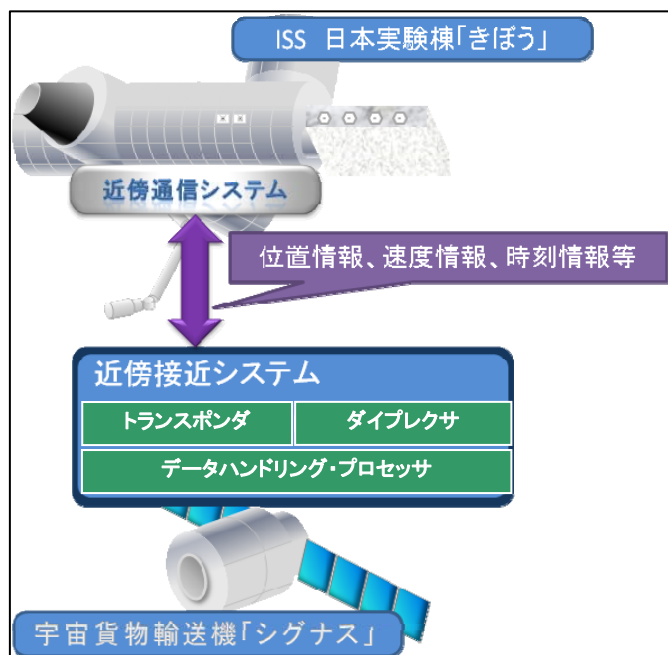 ISS 日本実験棟「きぼう」
近傍通信システム
位置情報、速度情報、時刻情報等
近傍接近システム
トランスポンダ
ダイプレクサ
データハンドリング・プロセッサ
宇宙貨物輸送機「シグナス」